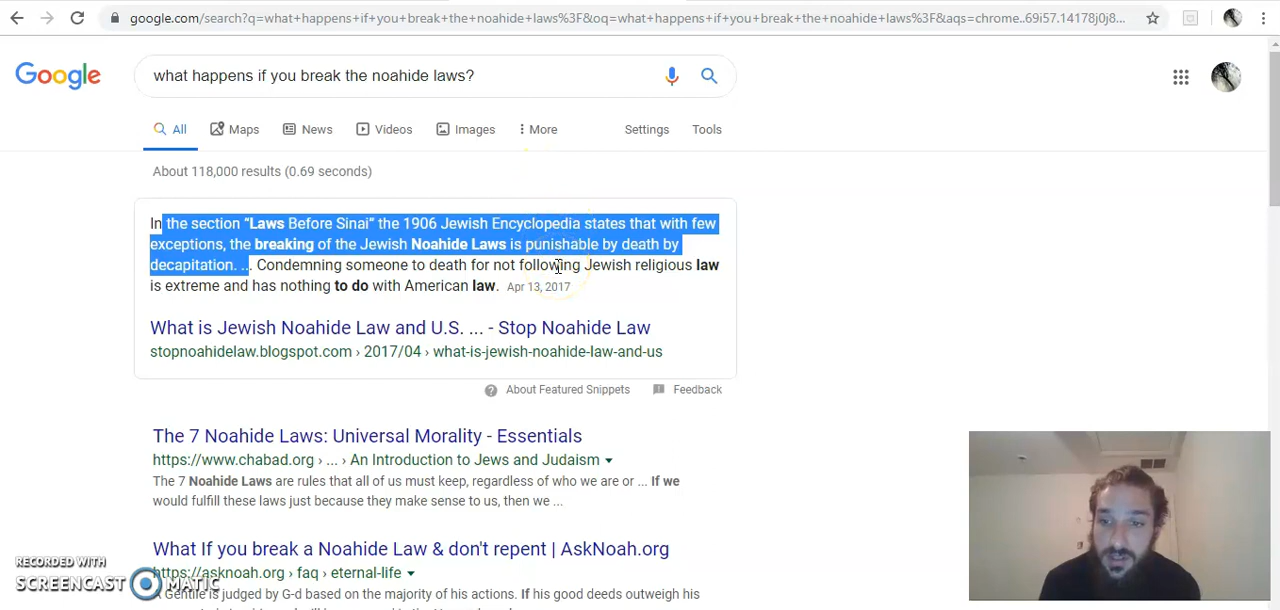 google.com/search?q=what+happens+if+you+break+the+noahide+laws%3F&oq=what+happens+if+you+break+the+noahide+laws%3F&aqs=chrome..69i57.14178j0j8...
Google what happens if you break the noahide laws?
All Maps News Videos Images More Settings Tools
About 118,000 results (0.69 seconds)
In the section “Laws Before Sinai” the 1906 Jewish Encyclopedia states that with few
exceptions, the breaking of the Jewish Noahide Laws is punishable by death by
decapitation. ... Condemning someone to death for not following Jewish religious law
is extreme and has nothing to do with American law. Apr 13, 2017
What is Jewish Noahide Law and U.S. ... - Stop Noahide Law
stopnoahidelaw.blogspot.com › 2017/04 › what-is-jewish-noahide-law-and-us
About Featured Snippets Feedback
The 7 Noahide Laws: Universal Morality - Essentials
https://www.chabad.org › ... › An Introduction to Jews and Judaism
The 7 Noahide Laws are rules that all of us must keep, regardless of who we are or ... If we
would fulfill these laws just because they make sense to us, then we ...
What If you break a Noahide Law & don't repent | AskNoah.org
https://asknoah.org › faq › eternal-life
A Gentile is judged by G-d based on the majority of his actions. If his good deeds outweigh his
RECORDED WITH
SCREENCAST MATIC